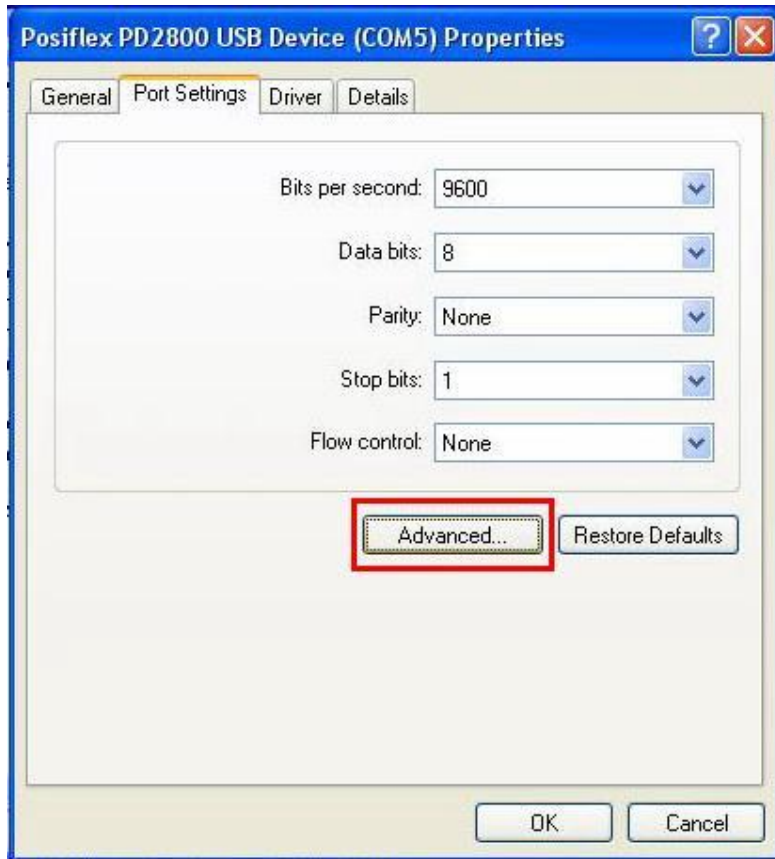 Posiflex PD2800 USB Device (COM5) Properties
?
General Port Settings Driver Details
Bits per second: 9600
Data bits: 8
Parity: None
Stop bits: 1
Flow control: None
Advanced... Restore Defaults
OK Cancel